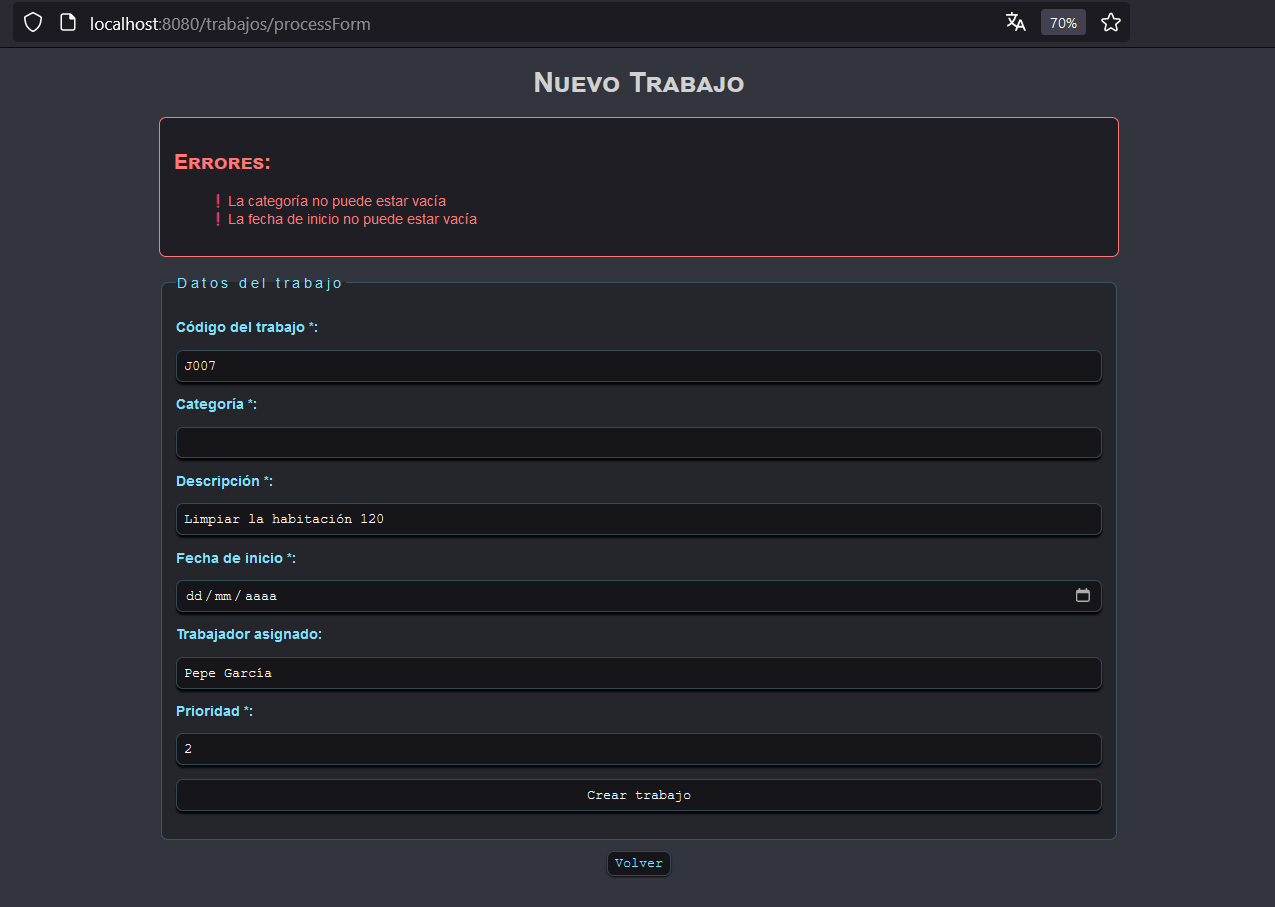 localhost:8080/trabajos/processForm
70%
Nuevo Trabajo
Errores:
❗ La categoría no puede estar vacía
❗ La fecha de inicio no puede estar vacía
Datos del trabajo
Código del trabajo *:
J007
Categoría *:
Descripción *:
Limpiar la habitación 120
Fecha de inicio *:
dd/mm/aaaa
Trabajador asignado:
Pepe García
Prioridad *:
2
Crear trabajo
Volver